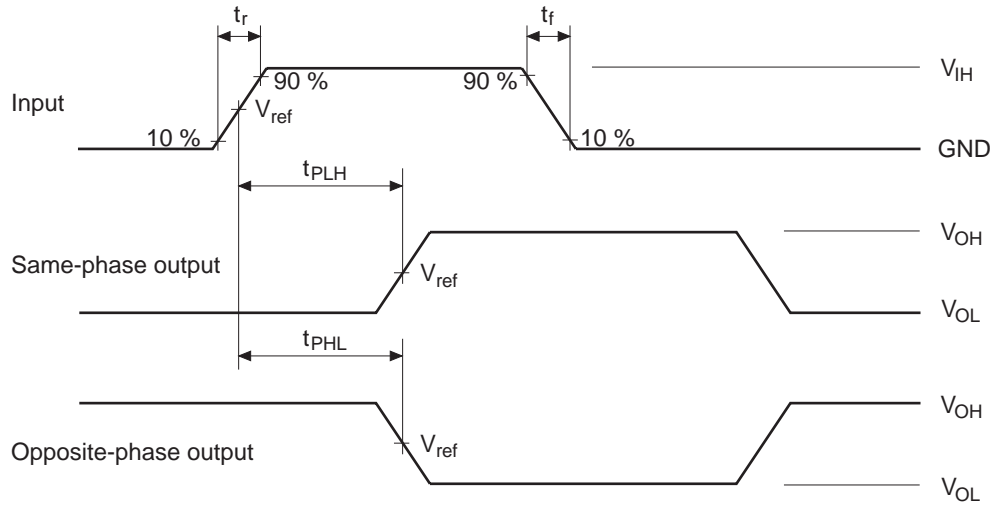 tr tf
90 % 90 % VIH
Input Vref
10 % 10 % GND
tPLH
VOH
Same-phase output Vref
VOL
tPHL
VOH
Opposite-phase output Vref
VOL